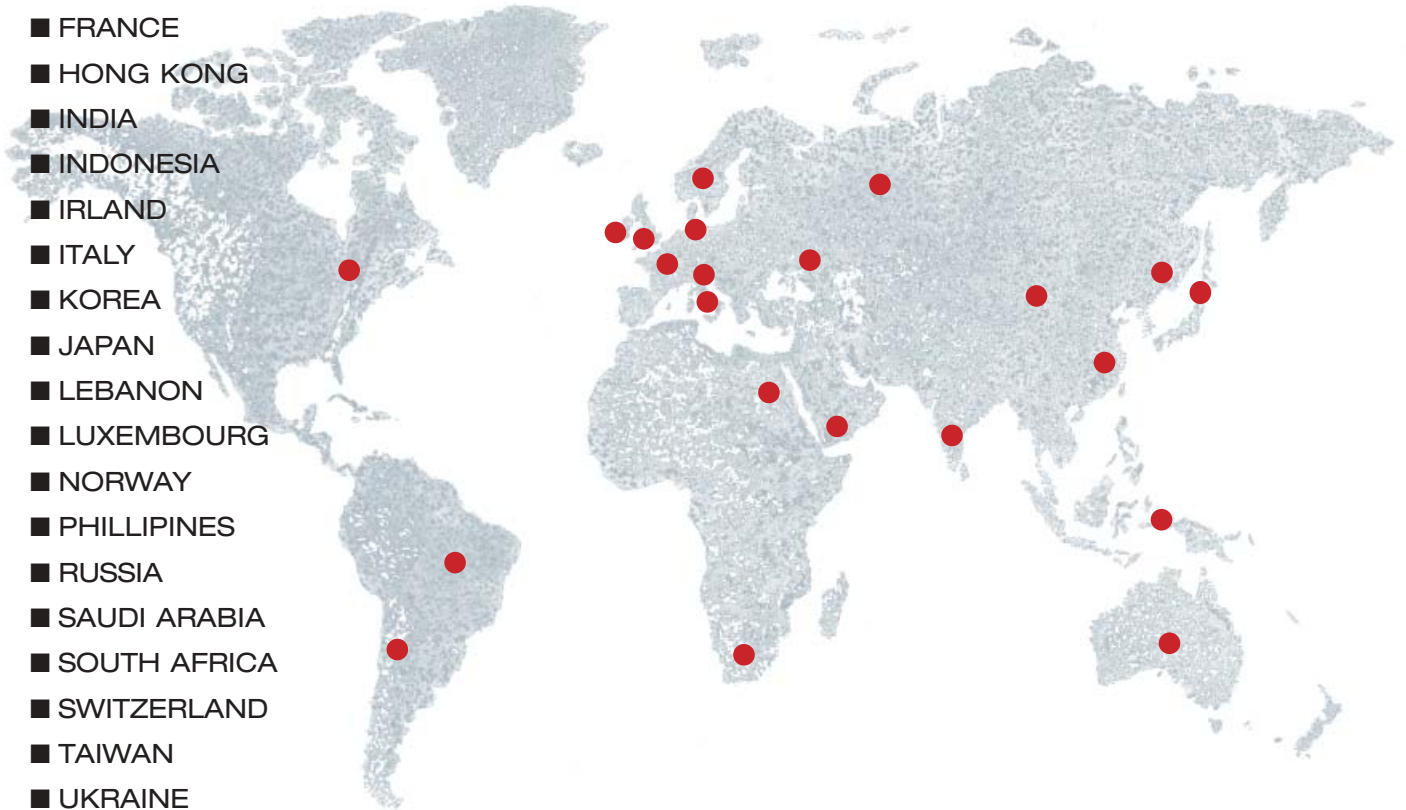 ■ FRANCE
■ HONG KONG
■ INDIA
■ INDONESIA
■ IRLAND
■ ITALY
■ KOREA
■ JAPAN
■ LEBANON
■ LUXEMBOURG
■ NORWAY
■ PHILLIPINES
■ RUSSIA
■ SAUDI ARABIA
■ SOUTH AFRICA
■ SWITZERLAND
■ TAIWAN
■ UKRAINE